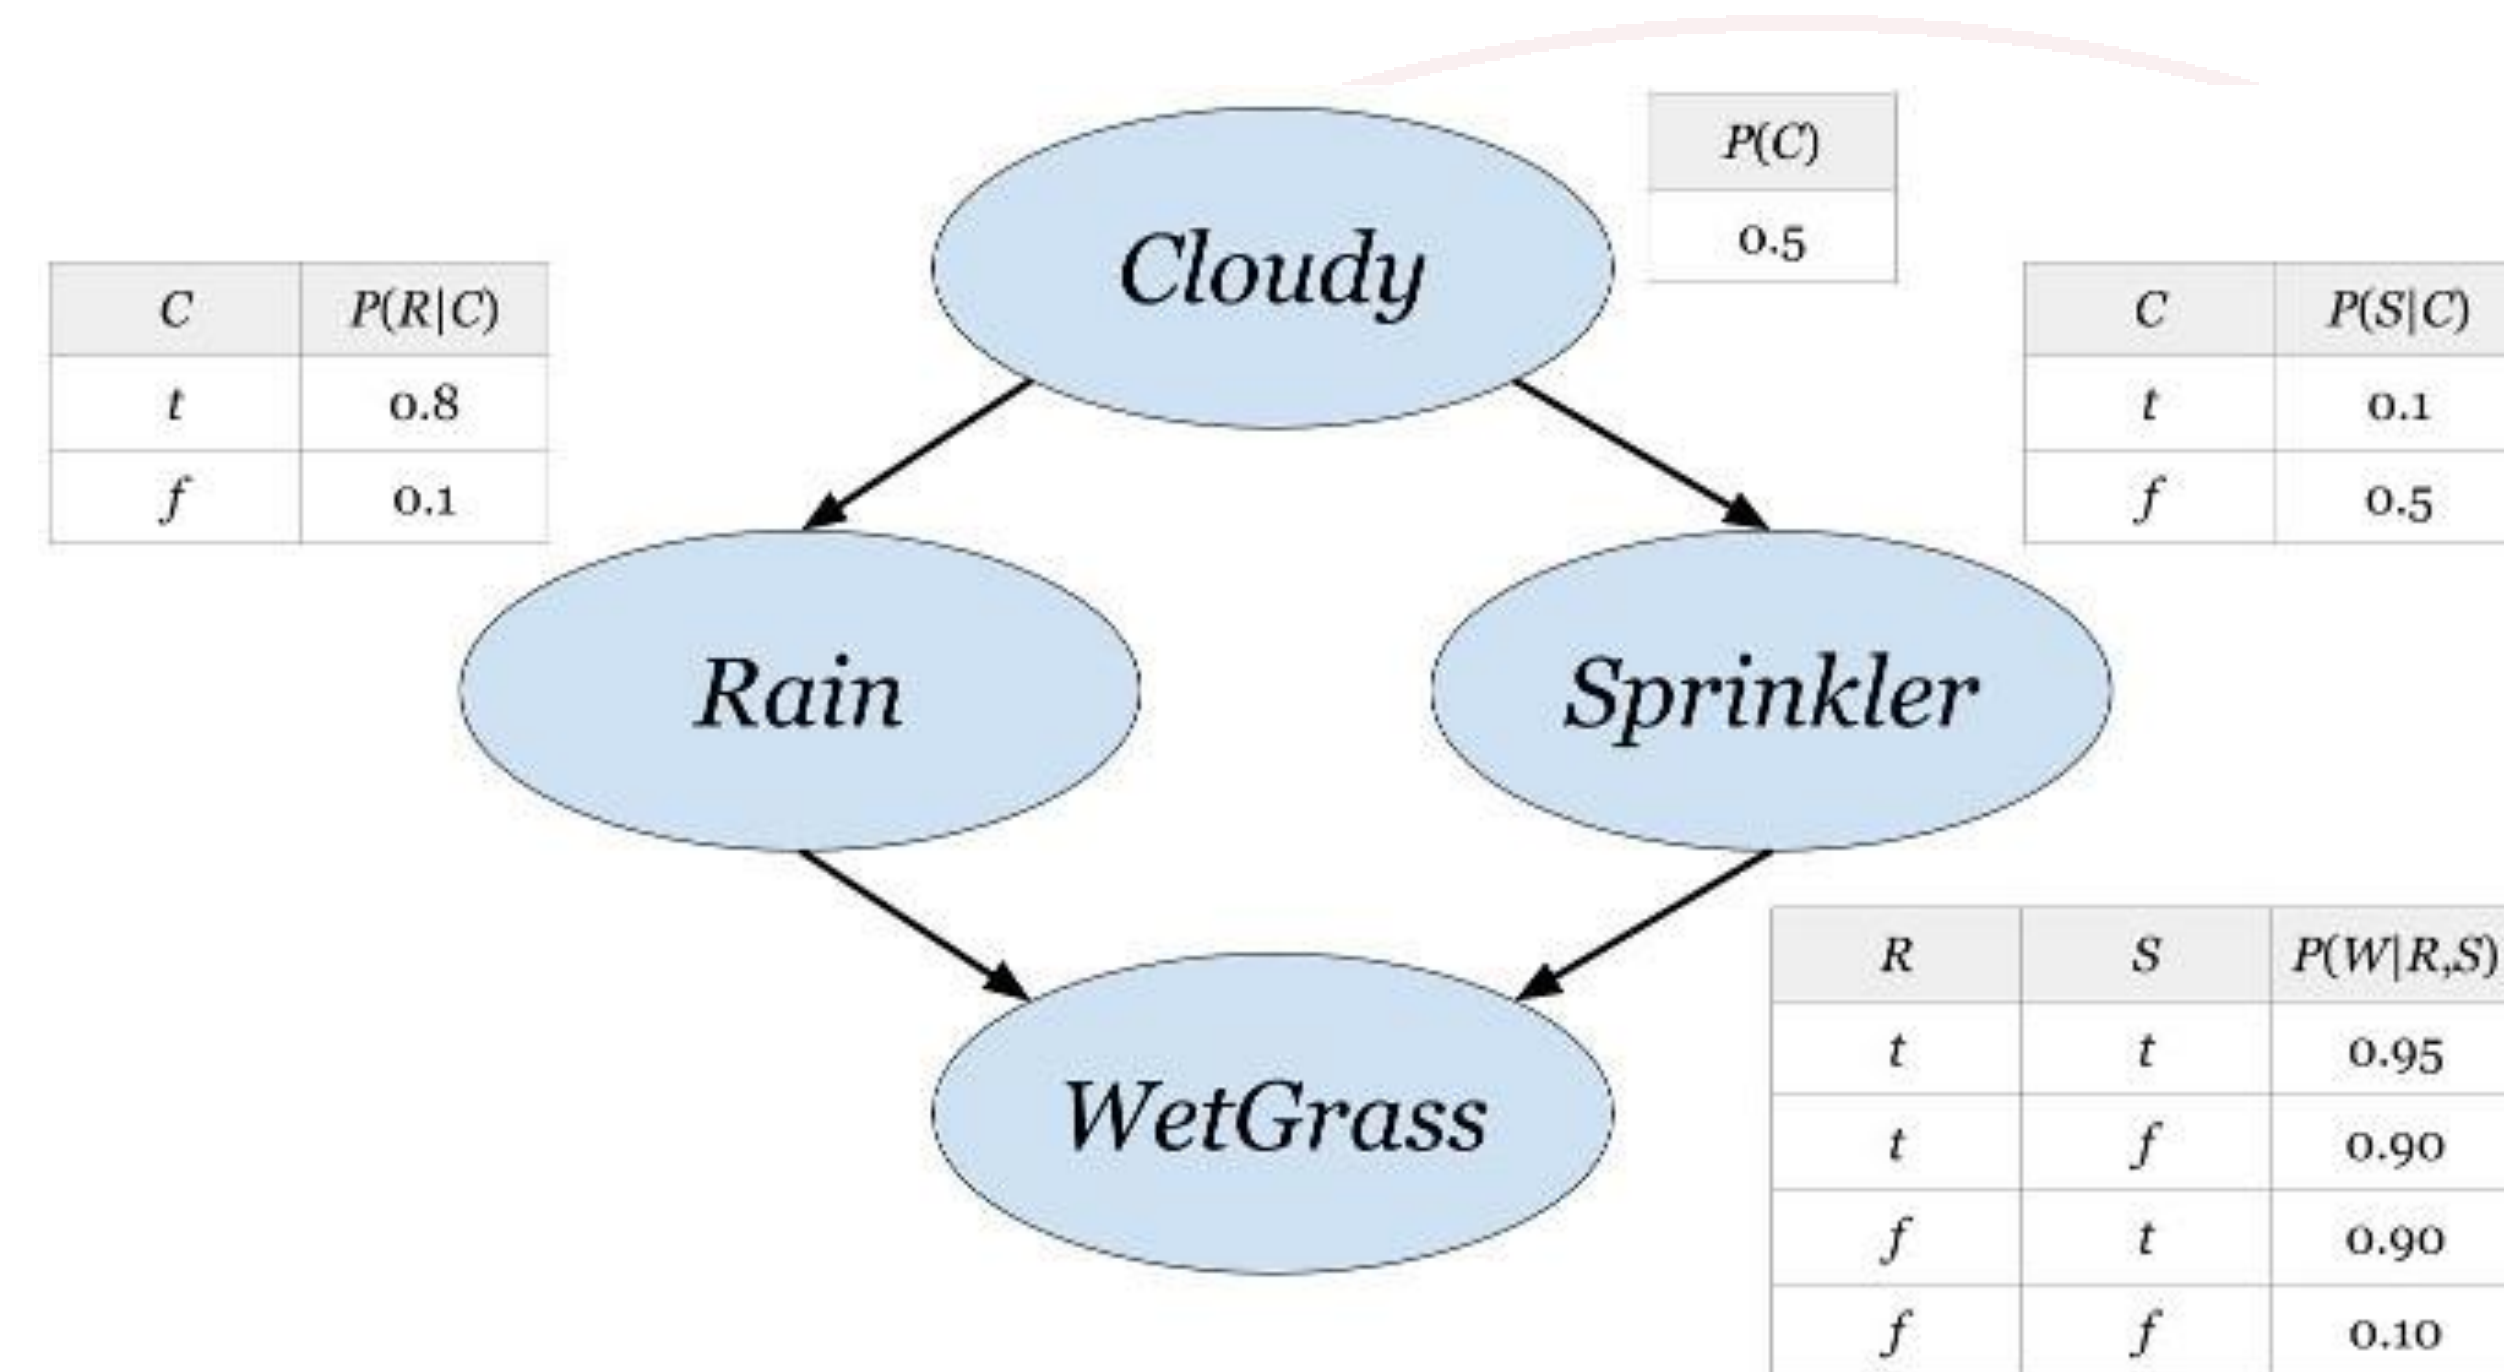 P(C)
0.5
Cloudy
C P(R|C)
t 0.8
f 0.1
C P(S|C)
t 0.1
f 0.5
Rain
Sprinkler
WetGrass
R S P(W|R,S)
t t 0.95
t f 0.90
f t 0.90
f f 0.10